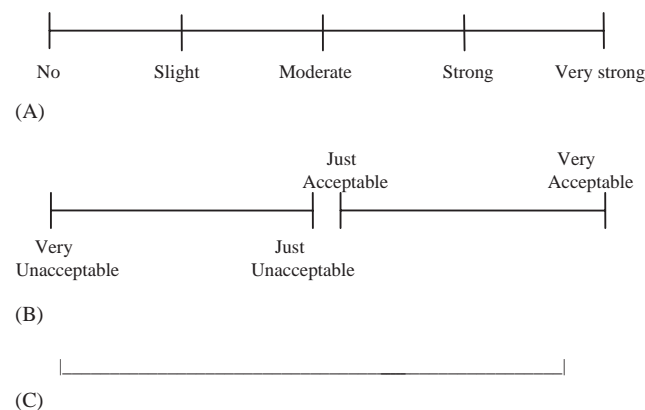 No Slight Moderate Strong Very strong
(A)
Just Very
Acceptable Acceptable
Very Just
Unacceptable Unacceptable
(B)
(C)